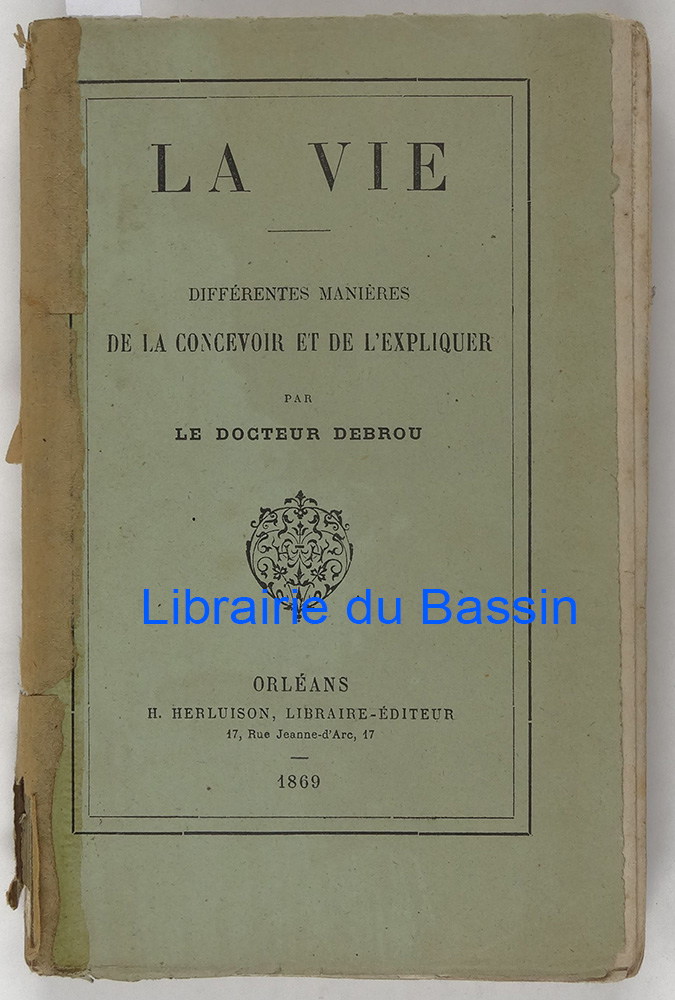 LA VIE
DIFFÉRENTES MANIÈRES
DE LA CONCEVOIR ET DE L'EXPLIQUER
PAR
LE DOCTEUR DEBROU
Librairie du Bassin
ORLÉANS
H. HERLUISON, LIBRAIRE-ÉDITEUR
17, Rue Jeanne-d'Arc, 17
1869